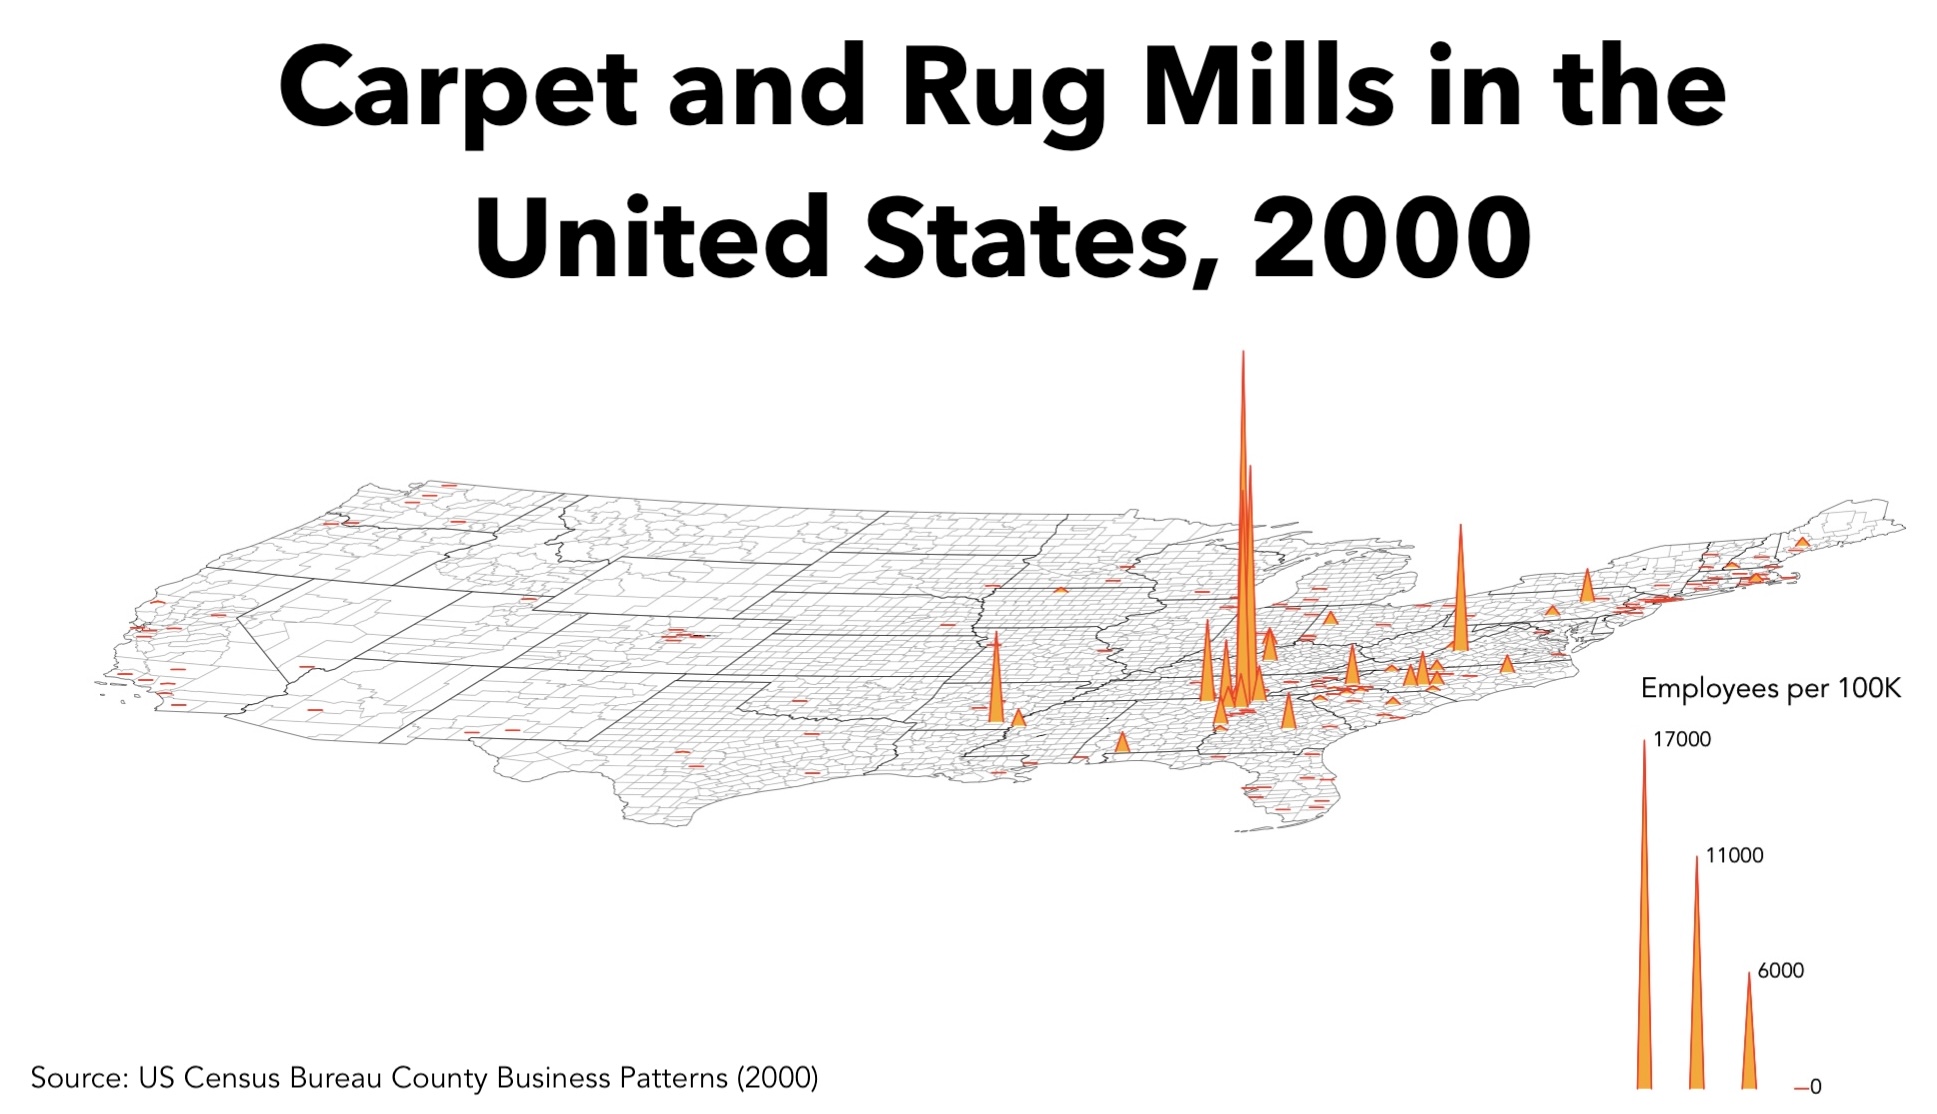 Carpet and Rug Mills in the
United States, 2000
Employees per 100K
17000
11000
6000
0
Source: US Census Bureau County Business Patterns (2000)